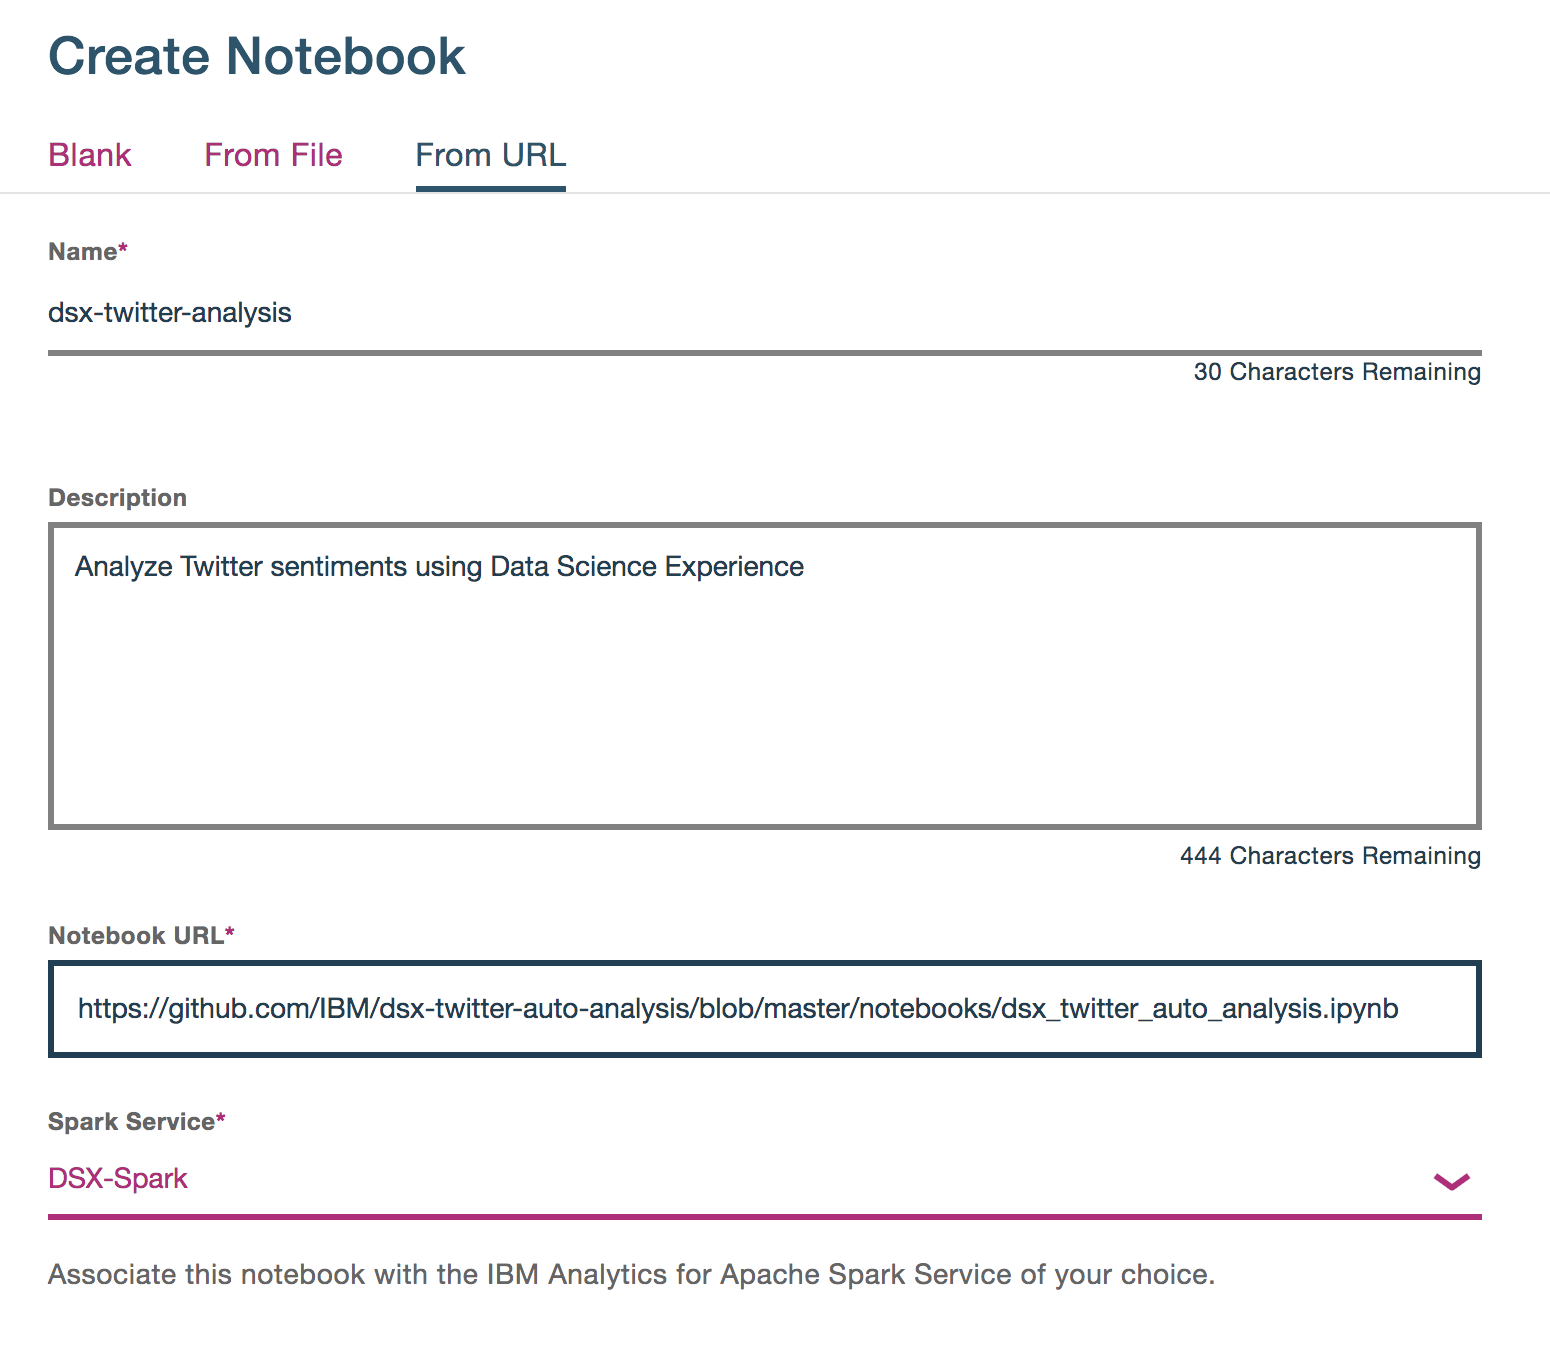 Create Notebook
Blank From File From URL
Name*
dsx-twitter-analysis
30 Characters Remaining
Description
Analyze Twitter sentiments using Data Science Experience
444 Characters Remaining
Notebook URL*
https://github.com/IBM/dsx-twitter-auto-analysis/blob/master/notebooks/dsx_twitter_auto_analysis.ipynb
Spark Service*
DSX-Spark
Associate this notebook with the IBM Analytics for Apache Spark Service of your choice.